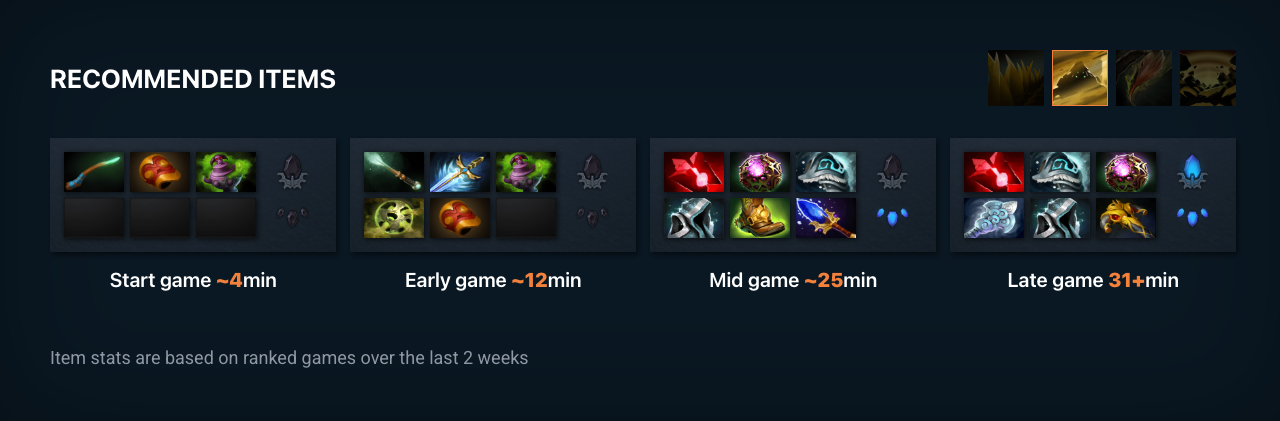 RECOMMENDED ITEMS
Start game ~4min
Early game ~12min
Mid game ~25min
Late game 31+min
Item stats are based on ranked games over the last 2 weeks